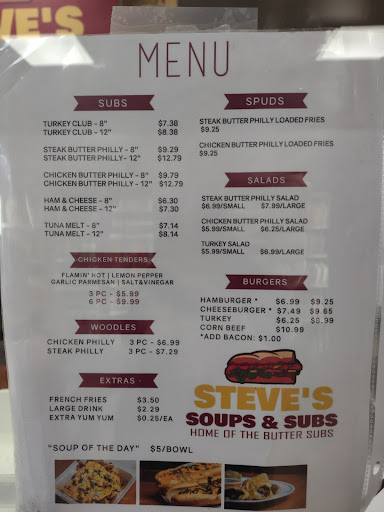 VE'S
MENU
SUBS
TURKEY CLUB - 8" $7.38
TURKEY CLUB - 12" $8.38
STEAK BUTTER PHILLY - 8" $9.29
STEAK BUTTER PHILLY - 12" $12.79
CHICKEN BUTTER PHILLY - 8" $9.79
CHICKEN BUTTER PHILLY - 12" $12.79
HAM & CHEESE - 8" $6.30
HAM & CHEESE - 12" $7.30
TUNA MELT - 8" $7.14
TUNA MELT - 12" $8.14
CHICKEN TENDERS
FLAMIN' HOT | LEMON PEPPER
GARLIC PARMESAN | SALT&VINEGAR
3 PC - $5.99
6 PC - $9.99
WOODLES
CHICKEN PHILLY 3 PC - $6.99
STEAK PHILLY 3 PC - $7.29
EXTRAS
FRENCH FRIES $3.50
LARGE DRINK $2.29
EXTRA YUM YUM $0.25/EA
"SOUP OF THE DAY" $5/BOWL
SPUDS
STEAK BUTTER PHILLY LOADED FRIES
$9.25
CHICKEN BUTTER PHILLY LOADED FRIES
$9.25
SALADS
STEAK BUTTER PHILLY SALAD
$6.99/SMALL $7.99/LARGE
CHICKEN BUTTER PHILLY SALAD
$5.99/SMALL $6.25/LARGE
TURKEY SALAD
$5.99/SMALL $6.99/LARGE
BURGERS
HAMBURGER * $6.99 $9.25
CHEESEBURGER * $7.49 $9.65
TURKEY $6.25 $8.99
CORN BEEF $10.99
*ADD BACON: $1.00
STEVE'S
SOUPS & SUBS
HOME OF THE BUTTER SUBS